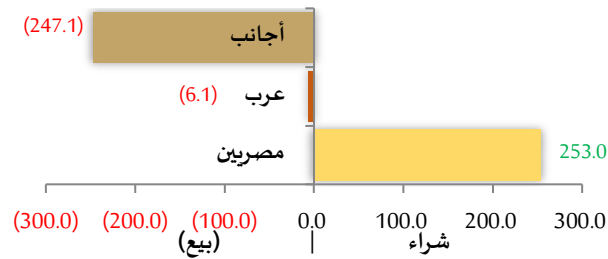 (247.1) أجانب
(6.1) عرب
مصريين 253.0
(300.0) (200.0) (100.0) 0.0 100.0 200.0 300.0
(بيع) | شراء